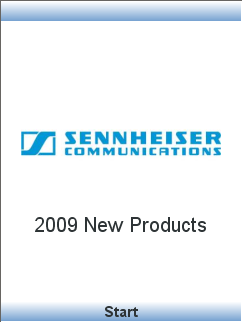 SENNHEISER
COMMUNICATIONS
2009 New Products
Start